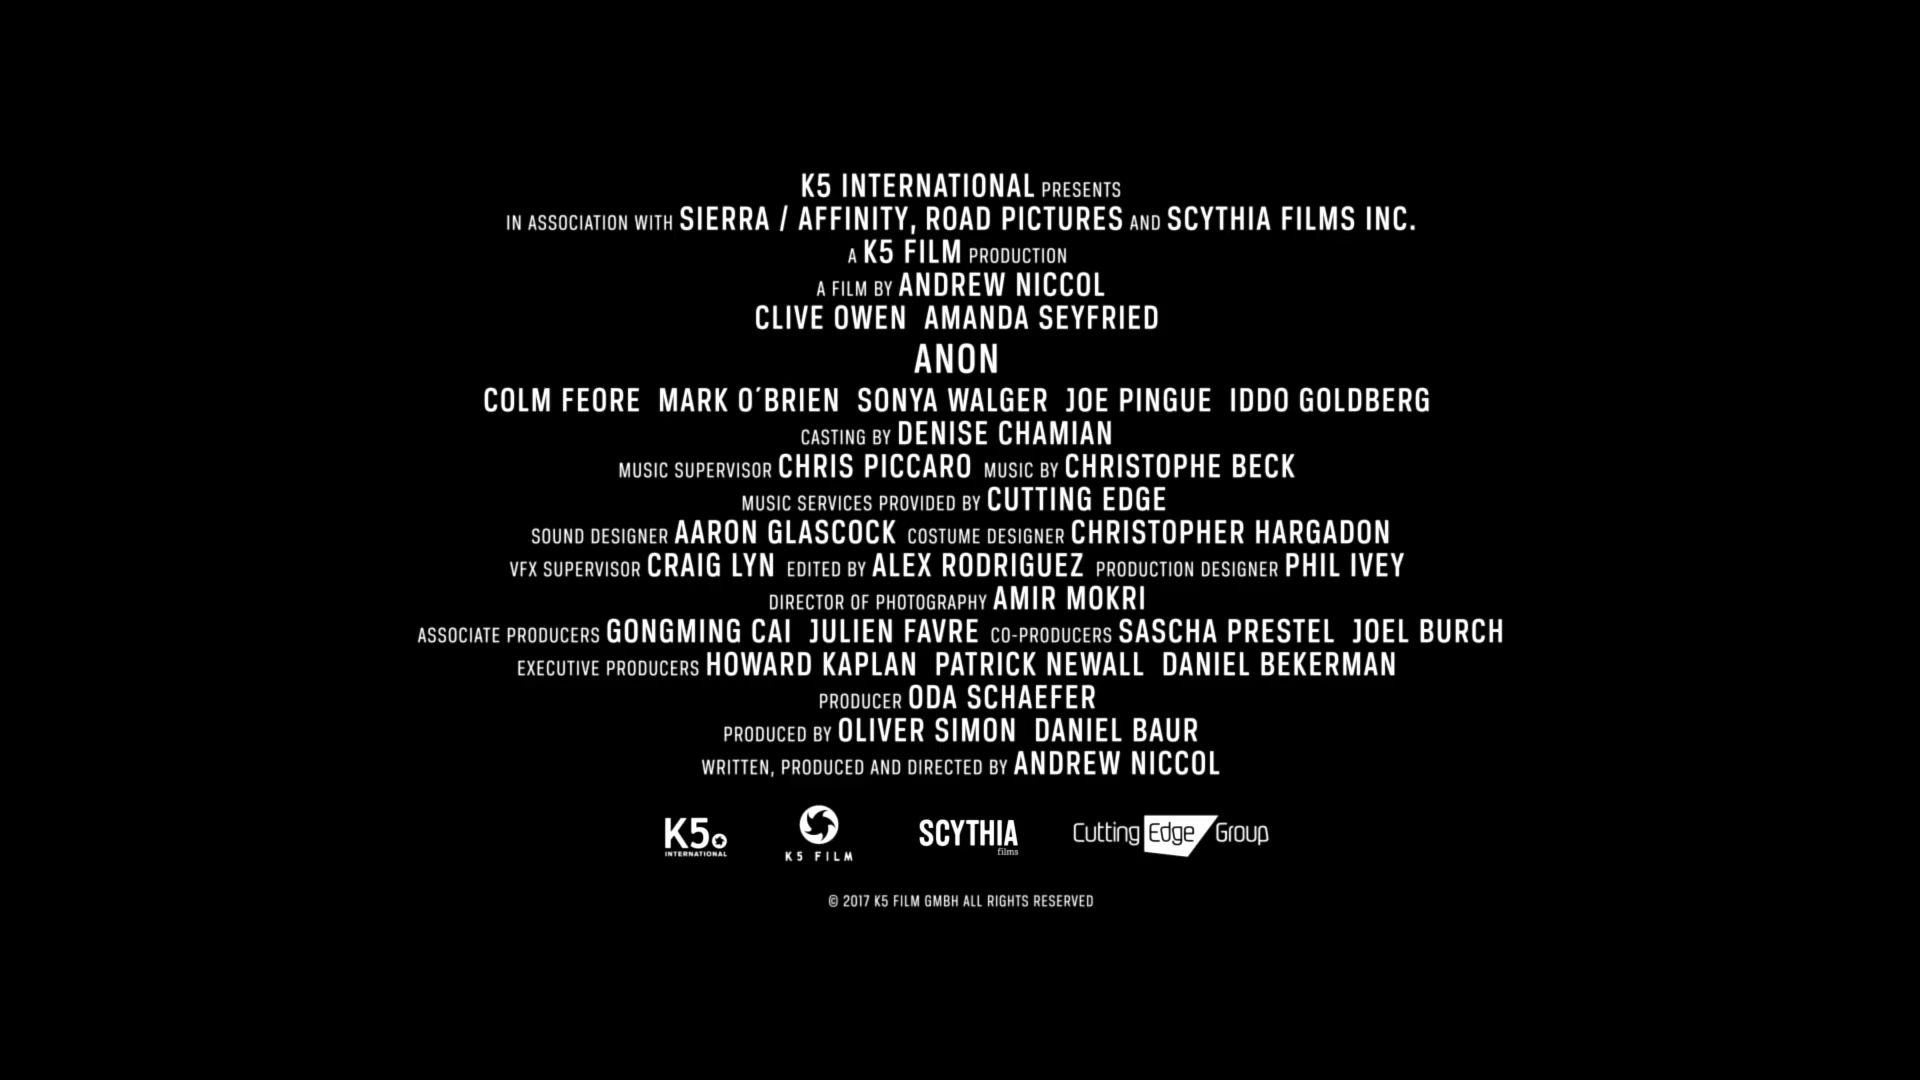 K5 INTERNATIONAL PRESENTS
IN ASSOCIATION WITH SIERRA / AFFINITY, ROAD PICTURES AND SCYTHIA FILMS INC.
A K5 FILM PRODUCTION
A FILM BY ANDREW NICCOL
CLIVE OWEN AMANDA SEYFRIED
ANON
COLM FEORE MARK O´BRIEN SONYA WALGER JOE PINGUE IDDO GOLDBERG
CASTING BY DENISE CHAMIAN
MUSIC SUPERVISOR CHRIS PICCARO MUSIC BY CHRISTOPHE BECK
MUSIC SERVICES PROVIDED BY CUTTING EDGE
SOUND DESIGNER AARON GLASCOCK COSTUME DESIGNER CHRISTOPHER HARGADON
VFX SUPERVISOR CRAIG LYN EDITED BY ALEX RODRIGUEZ PRODUCTION DESIGNER PHIL IVEY
DIRECTOR OF PHOTOGRAPHY AMIR MOKRI
ASSOCIATE PRODUCERS GONGMING CAI JULIEN FAVRE CO-PRODUCERS SASCHA PRESTEL JOEL BURCH
EXECUTIVE PRODUCERS HOWARD KAPLAN PATRICK NEWALL DANIEL BEKERMAN
PRODUCER ODA SCHAEFER
PRODUCED BY OLIVER SIMON DANIEL BAUR
WRITTEN, PRODUCED AND DIRECTED BY ANDREW NICCOL
K5 INTERNATIONAL
K5 FILM
SCYTHIA films
Cutting Edge Group
© 2017 K5 FILM GMBH ALL RIGHTS RESERVED